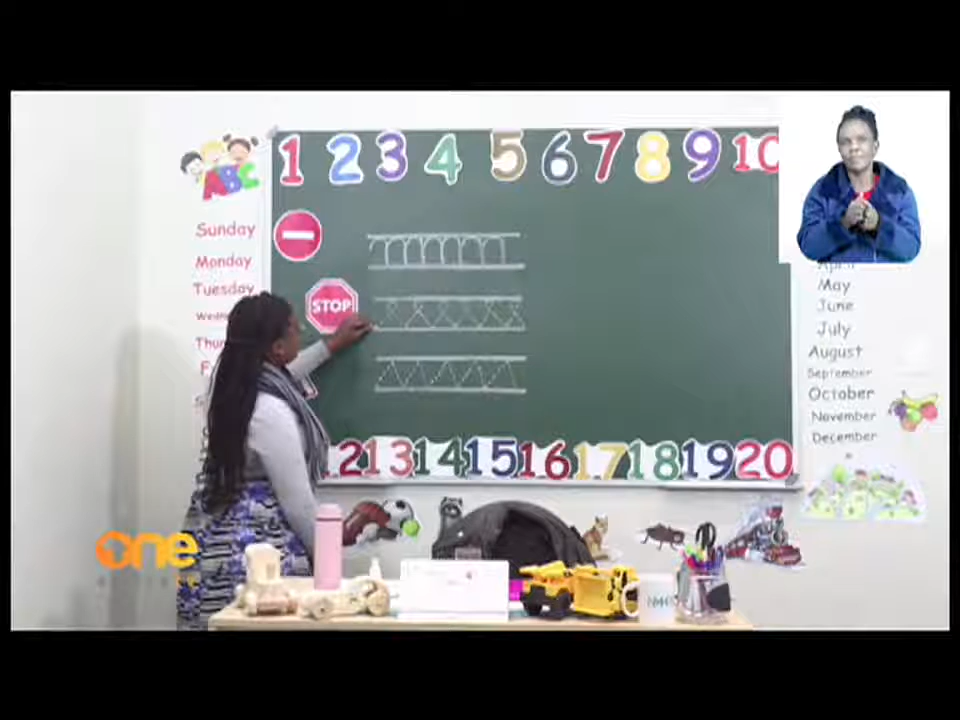 1 2 3 4 5 6 7 8 9 10
ABC
Sunday
Monday
Tuesday
STOP
April
May
June
July
August
September
October
November
December
12 13 14 15 16 17 18 19 20
one